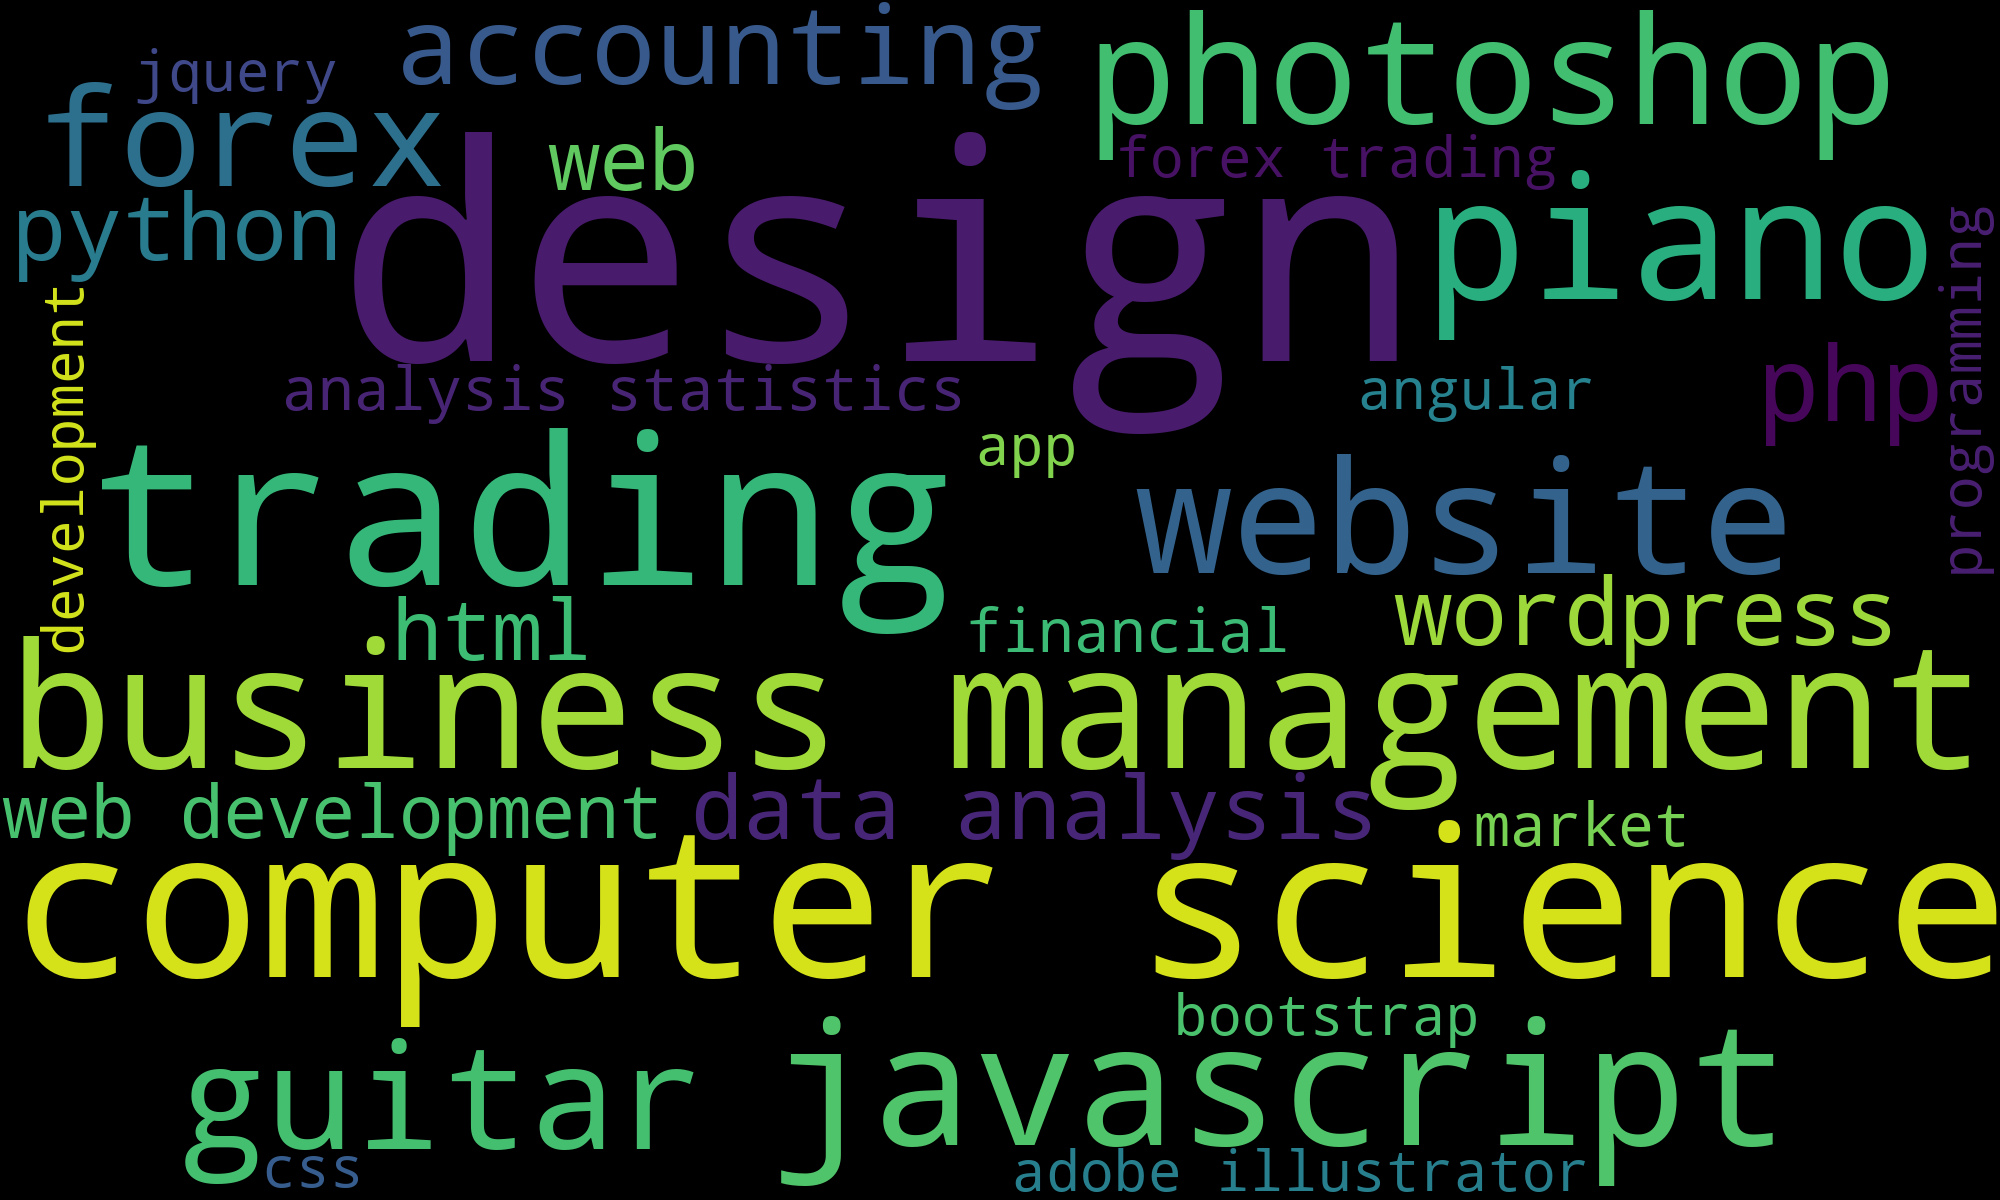 accounting
photoshop
jquery
forex
web
forex trading
python
design
piano
programming
development
analysis statistics
angular
php
app
trading
website
html
financial
wordpress
business management
web development
data analysis
market
computer science
bootstrap
guitar
javascript
css
adobe illustrator